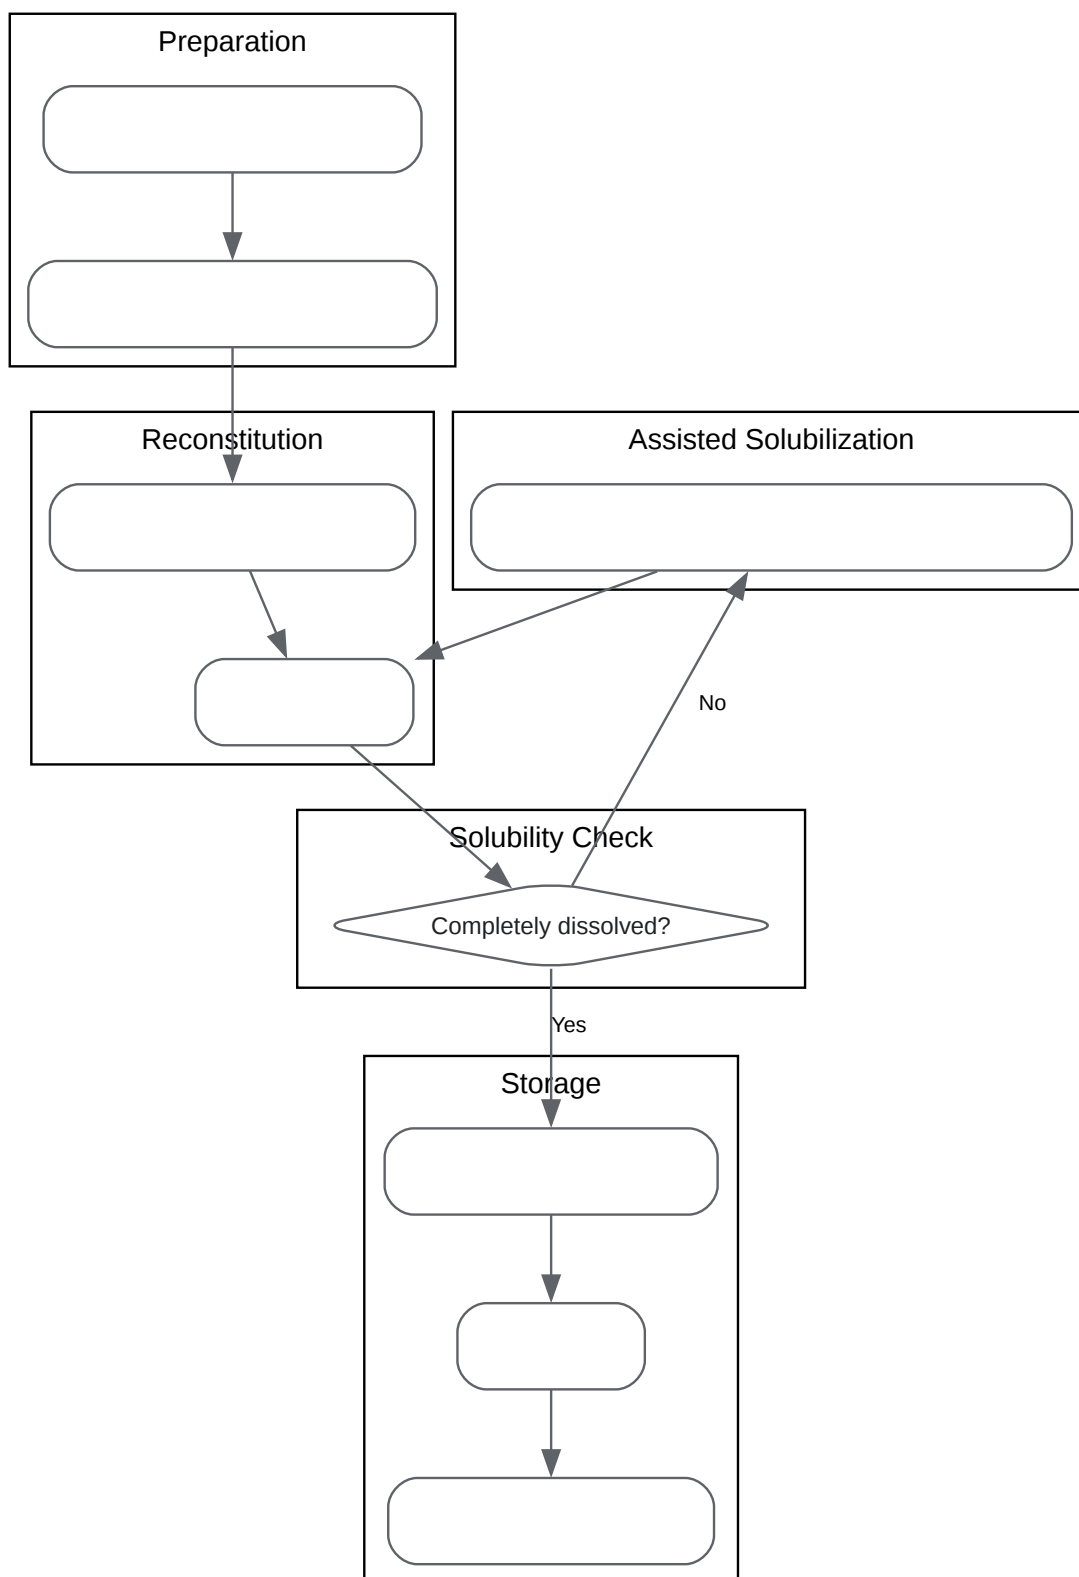 Preparation
Reconstitution
Assisted Solubilization
No
Solubility Check
Completely dissolved?
Yes
Storage